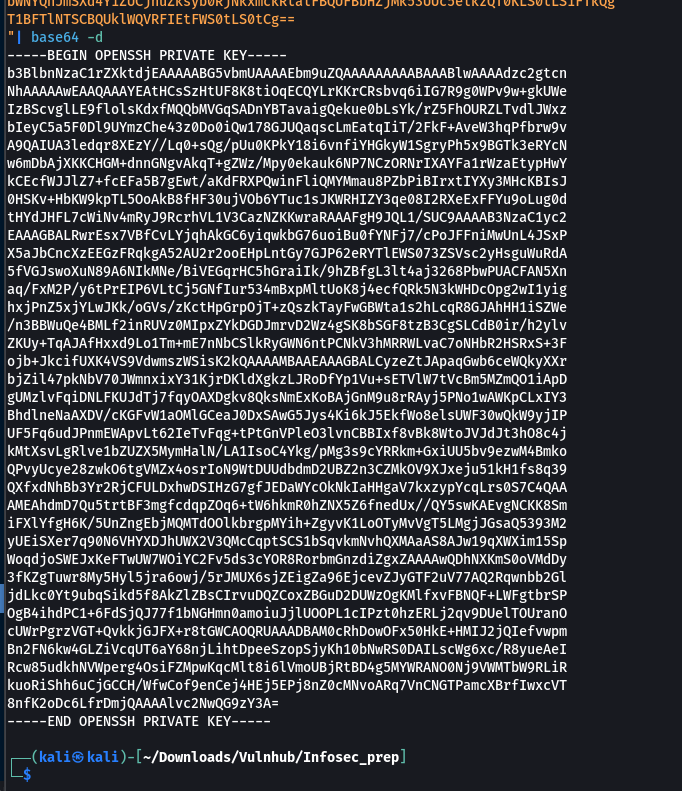 bWNYQnJmSXd4Y1ZUCjhuZksyb0RjNkxmckRtalFBQUFBbHZjMk53UUc5elkzQT0KLS0tLS1FTkQg
T1BFTlNTSCBQUklWQVRFIEtFWS0tLS0tCg==
"| base64 -d
-----BEGIN OPENSSH PRIVATE KEY-----
b3BlbnNzaC1rZXktdjEAAAAABG5vbmUAAAAEbm9uZQAAAAAAAAABAAABlwAAAAdzc2gtcn
NhAAAAAwEAAQAAAYEAtHCsSzHtUF8K8tiOqECQYLrKKrCRsbvq6iIG7R9g0WPv9w+gkUWe
IzBScvglLE9flolsKdxfMQQbMVGqSADnYBTavaigQekue0bLsYk/rZ5FhOURZLTvdlJWxz
bIeyC5a5F0Dl9UYmzChe43z0Do0iQw178GJUQaqscLmEatqIiT/2FkF+AveW3hqPfbrw9v
A9QAIUA3ledqr8XEzY//Lq0+sQg/pUu0KPkY18i6vnfiYHGkyW1SgryPh5x9BGTk3eRYcN
w6mDbAjXKKCHGM+dnnGNgvAkqT+gZWz/Mpy0ekauk6NP7NCzORNrIXAYFa1rWzaEtypHwY
kCEcfWJJlZ7+fcEFa5B7gEwt/aKdFRXPQwinFliQMYMmau8PZbPiBIrxtIYXy3MHcKBIsJ
0HSKv+HbKW9kpTL5OoAkB8fHF30ujVOb6YTuc1sJKWRHIZY3qe08I2RXeExFFYu9oLug0d
tHYdJHFL7cWiNv4mRyJ9RcrhVL1V3CazNZKKwraRAAAFgH9JQL1/SUC9AAAAB3NzaC1yc2
EAAAGBALRwrEsx7VBfCvLYjqhAkGC6yiqwkbG76uoiBu0fYNFj7/cPoJFFniMwUnL4JSxP
X5aJbCncXzEEGzFRqkgA52AU2r2ooEHpLntGy7GJP62eRYTlEWS073ZSVsc2yHsguWuRdA
5fVGJswoXuN89A6NIkMNe/BiVEGqrHC5hGraiIk/9hZBfgL3lt4aj3268PbwPUACFAN5Xn
aq/FxM2P/y6tPrEIP6VLtCj5GNfIur534mBxpMltUoK8j4ecfQRk5N3kWHDcOpg2wI1yig
hxjPnZ5xjYLwJKk/oGVs/zKctHpGrpOjT+zQszkTayFwGBWta1s2hLcqR8GJAhHH1iSZWe
/n3BBWuQe4BMLf2inRUVz0MIpxZYkDGDJmrvD2Wz4gSK8bSGF8tzB3CgSLCdB0ir/h2ylv
ZKUy+TqAJAfHxxd9Lo1Tm+mE7nNbCSlkRyGWN6ntPCNkV3hMRRWLvaC7oNHbR2HSRxS+3F
ojb+JkcifUXK4VS9VdwmszWSisK2kQAAAAMBAAEAAAGBALCyzeZtJApaqGwb6ceWQkyXXr
bjZil47pkNbV70JWmnxixY31KjrDKldXgkzLJRoDfYp1Vu+sETVlW7tVcBm5MZmQO1iApD
gUMzlvFqiDNLFKUJdTj7fqyOAXDgkv8QksNmExKoBAjGnM9u8rRAyj5PNo1wAWKpCLxIY3
BhdlneNaAXDV/cKGFvW1aOMlGCeaJ0DxSAwG5Jys4Ki6kJ5EkfWo8elsUWF30wQkW9yjIP
UF5Fq6udJPnmEWApvLt62IeTvFqg+tPtGnVPleO3lvnCBBIxf8vBk8WtoJVJdJt3hO8c4j
kMtXsvLgRlve1bZUZX5MymHalN/LA1IsoC4Ykg/pMg3s9cYRRkm+GxiUU5bv9ezwM4Bmko
QPvyUcye28zwkO6tgVMZx4osrIoN9WtDUUdbdmD2UBZ2n3CZMkOV9XJxeju51kH1fs8q39
QXfxdNhBb3Yr2RjCFULDxhwDSIHzG7gfJEDaWYcOkNkIaHHgaV7kxzypYcqLrs0S7C4QAA
AMEAhdmD7Qu5trtBF3mgfcdqpZOq6+tW6hkmR0hZNX5Z6fnedUx//QY5swKAEvgNCKK8Sm
iFXlYfgH6K/5UnZngEbjMQMTdOOlkbrgpMYih+ZgyvK1LoOTyMvVgT5LMgjJGsaQ5393M2
yUEiSXer7q90N6VHYXDJhUWX2V3QMcCqptSCS1bSqvkmNvhQXMAaAS8AJw19qXWXim15Sp
WoqdjoSWEJxKeFTwUW7WOiYC2Fv5ds3cYOR8RorbmGnzdiZgxZAAAAwQDhNXKmS0oVMdDy
3fKZgTuwr8My5Hyl5jra6owj/5rJMUX6sjZEigZa96EjcevZJyGTF2uV77AQ2Rqwnbb2Gl
jdLkc0Yt9ubqSikd5f8AkZlZBsCIrvuDQZCoxZBGuD2DUWzOgKMlfxvFBNQF+LWFgtbrSP
OgB4ihdPC1+6FdSjQJ77f1bNGHmn0amoiuJjlUOOPL1cIPzt0hzERLj2qv9DUelTOUranO
cUWrPgrzVGT+QvkkjGJFX+r8tGWCAOQRUAAADBAM0cRhDowOFx50HkE+HMIJ2jQIefvwpm
Bn2FN6kw4GLZiVcqUT6aY68njLihtDpeeSzopSjyKh10bNwRS0DAILscWg6xc/R8yueAeI
Rcw85udkhNVWperg4OsiFZMpwKqcMlt8i6lVmoUBjRtBD4g5MYWRANO0Nj9VWMTbW9RLiR
kuoRiShh6uCjGCCH/WfwCof9enCej4HEj5EPj8nZ0cMNvoARq7VnCNGTPamcXBrfIwxcVT
8nfK2oDc6LfrDmjQAAAAlvc2NwQG9zY3A=
-----END OPENSSH PRIVATE KEY-----
┌──(kali㉿kali)-[~/Downloads/Vulnhub/Infosec_prep]
└─$